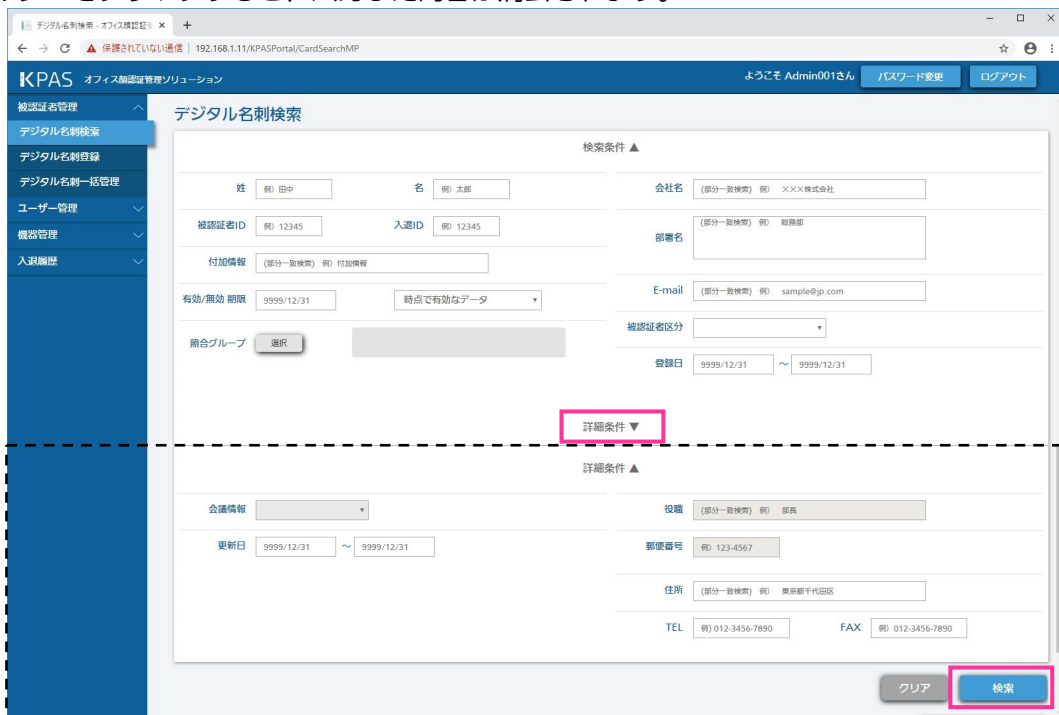 デジタル名刺検索 - オフィス顔認証 × +
保護されていない通信 | 192.168.1.11/KPASPortal/CardSearchMP
KPAS オフィス顔認証管理ソリューション ようこそ Admin001さん パスワード変更 ログアウト
被認証者管理
デジタル名刺検索
デジタル名刺登録
デジタル名刺一括管理
ユーザー管理
機器管理
入退履歴
デジタル名刺検索
検索条件 ▲
姓 例) 田中 名 例) 太郎 会社名 (部分一致検索) 例) ×××株式会社
被認証者ID 例) 12345 入退ID 例) 12345 部署名 (部分一致検索) 例) 総務部
付加情報 (部分一致検索) 例) 付加情報
有効/無効 期限 9999/12/31 時点で有効なデータ ▼ E-mail (部分一致検索) 例) sample@jp.com
照合グループ 選択 被認証者区分 ▼
登録日 9999/12/31 ～ 9999/12/31
詳細条件 ▼
詳細条件 ▲
会議情報 ▼ 役職 (部分一致検索) 例) 部長
更新日 9999/12/31 ～ 9999/12/31 郵便番号 例) 123-4567
住所 (部分一致検索) 例) 東京都千代田区
TEL 例) 012-3456-7890 FAX 例) 012-3456-7890
クリア 検索